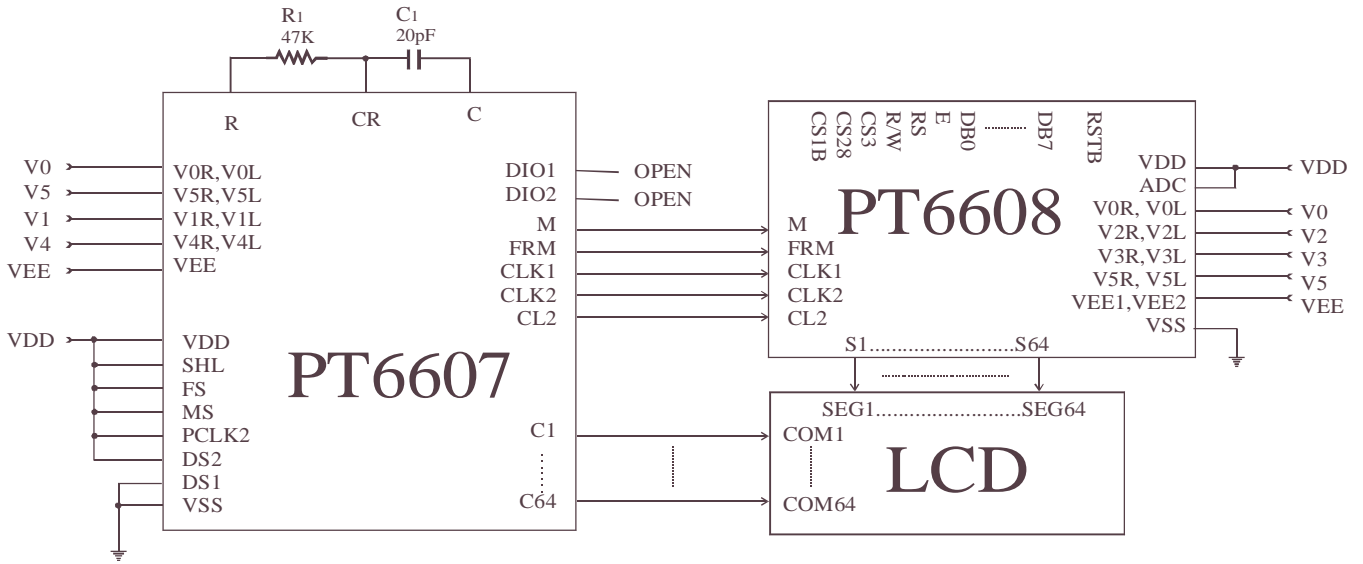 R1
47K
C1
20pF
R
CR
C
V0
V5
V1
V4
VEE
VDD
V0R,V0L
V5R,V5L
V1R,V1L
V4R,V4L
VEE
VDD
SHL
FS
MS
PCLK2
DS2
DS1
VSS
PT6607
DIO1
DIO2
M
FRM
CLK1
CLK2
CL2
C1
C64
OPEN
OPEN
CS1B
CS28
CS3
R/W
RS
E
DB0
DB7
RSTB
PT6608
M
FRM
CLK1
CLK2
CL2
VDD
ADC
V0R, V0L
V2R,V2L
V3R,V3L
V5R, V5L
VEE1,VEE2
VSS
VDD
V0
V2
V3
V5
VEE
S1..........................S64
SEG1..........................SEG64
COM1
COM64
LCD